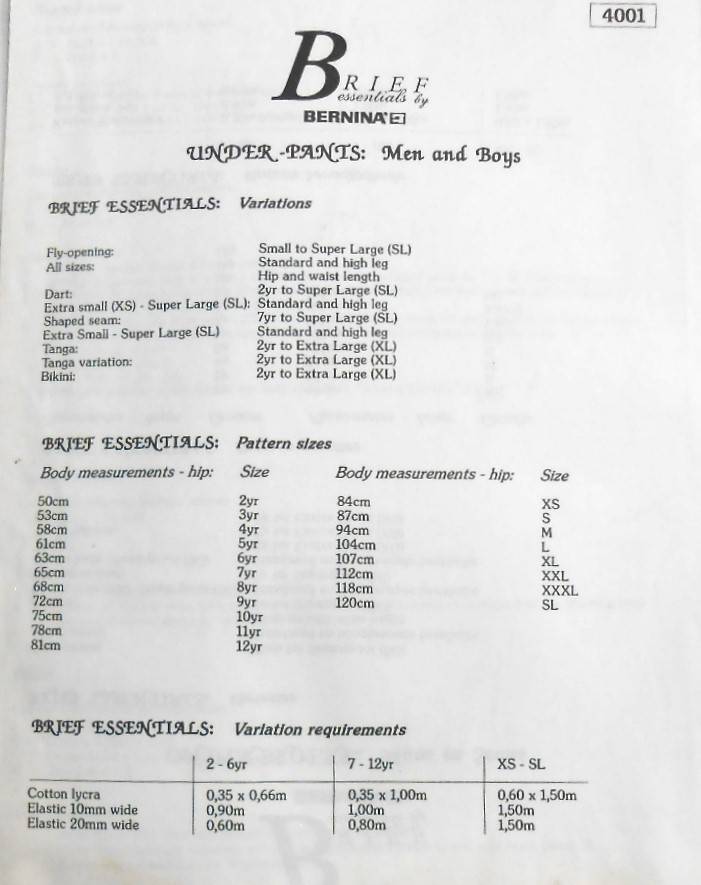 4001
BRIEF
essentials by
BERNINA
UNDER-PANTS: Men and Boys
BRIEF ESSENTIALS: Variations
Fly-opening: Small to Super Large (SL)
All sizes: Standard and high leg
Hip and waist length
Dart: 2yr to Super Large (SL)
Extra small (XS) - Super Large (SL): Standard and high leg
Shaped seam: 7yr to Super Large (SL)
Extra Small - Super Large (SL) Standard and high leg
Tanga: 2yr to Extra Large (XL)
Tanga variation: 2yr to Extra Large (XL)
Bikini: 2yr to Extra Large (XL)
BRIEF ESSENTIALS: Pattern sizes
Body measurements - hip: Size Body measurements - hip: Size
50cm 2yr 84cm XS
53cm 3yr 87cm S
58cm 4yr 94cm M
61cm 5yr 104cm L
63cm 6yr 107cm XL
65cm 7yr 112cm XXL
68cm 8yr 118cm XXXL
72cm 9yr 120cm SL
75cm 10yr
78cm 11yr
81cm 12yr
BRIEF ESSENTIALS: Variation requirements
2 - 6yr 7 - 12yr XS - SL
Cotton lycra 0,35 x 0,66m 0,35 x 1,00m 0,60 x 1,50m
Elastic 10mm wide 0,90m 1,00m 1,50m
Elastic 20mm wide 0,60m 0,80m 1,50m